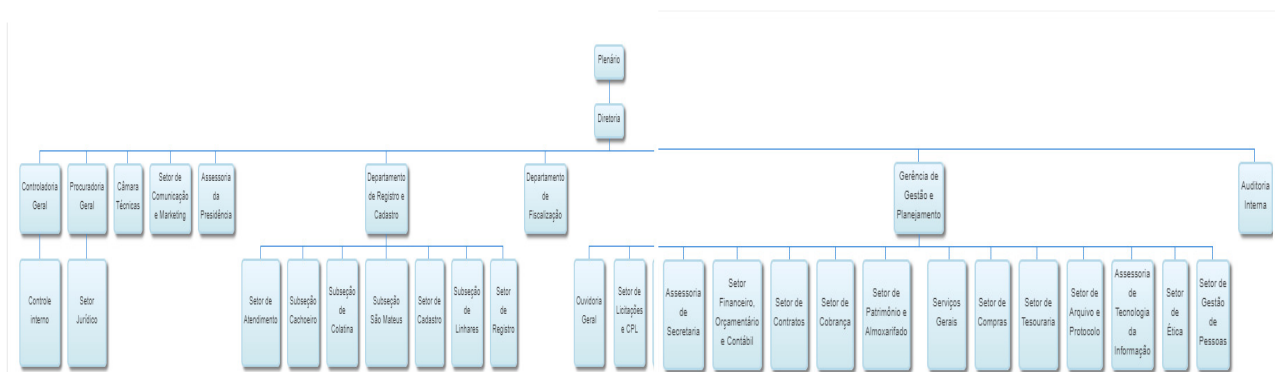 Plenário
Diretoria
Controladoria
Geral
Procuradoria
Geral
Câmara
Técnicas
Setor de
Comunicação
e Marketing
Assessoria
da
Presidência
Departamento
de Registro e
Cadastro
Departamento
de
Fiscalização
Gerência de
Gestão e
Planejamento
Auditoria
Interna
Controle
interno
Setor
Jurídico
Setor de
Atendimento
Subseção
Cachoeiro
Subseção
de
Colatina
Subseção
São Mateus
Setor de
Cadastro
Subseção
de
Linhares
Setor
de
Registro
Ouvidoria
Geral
Setor de
Licitações
e CPL
Assessoria
de
Secretaria
Setor
Financeiro,
Orçamentário
e Contábil
Setor de
Contratos
Setor de
Cobrança
Setor de
Patrimônio e
Almoxarifado
Serviços
Gerais
Setor de
Compras
Setor de
Tesouraria
Setor de
Arquivo e
Protocolo
Assessoria
de
Tecnologia
da
Informação
Setor
de
Ética
Setor de
Gestão
de
Pessoas